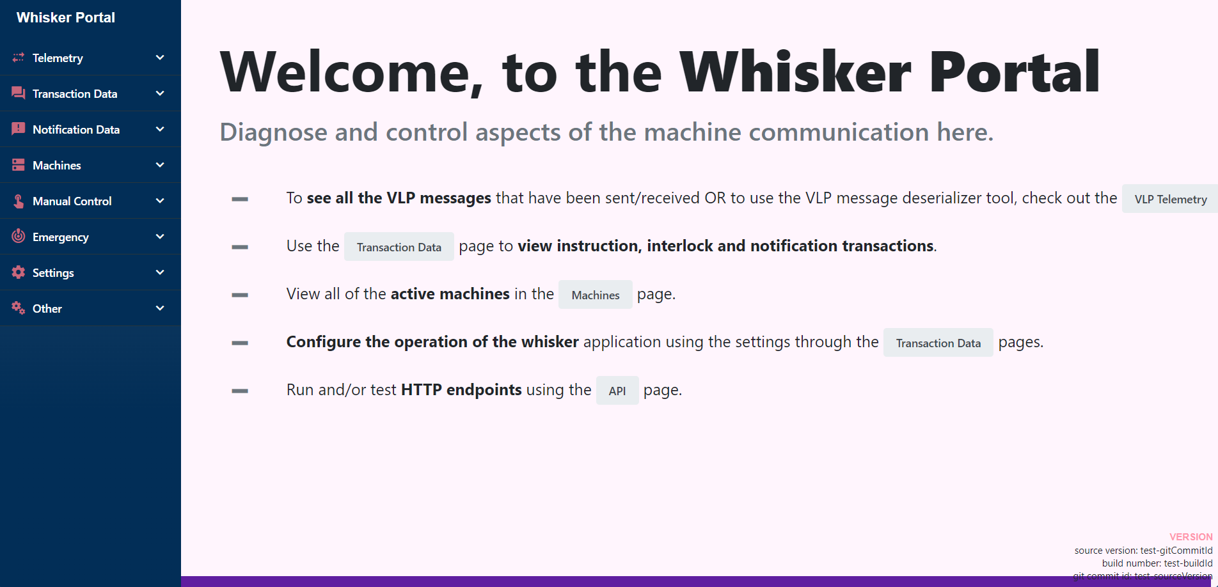 Whisker Portal
Telemetry
Transaction Data
Notification Data
Machines
Manual Control
Emergency
Settings
Other
Welcome, to the Whisker Portal
Diagnose and control aspects of the machine communication here.
To see all the VLP messages that have been sent/received OR to use the VLP message deserializer tool, check out the VLP Telemetry
Use the Transaction Data page to view instruction, interlock and notification transactions.
View all of the active machines in the Machines page.
Configure the operation of the whisker application using the settings through the Transaction Data pages.
Run and/or test HTTP endpoints using the API page.
VERSION
source version: test-gitCommitId
build number: test-buildId
git commit id: test-sourceVersion